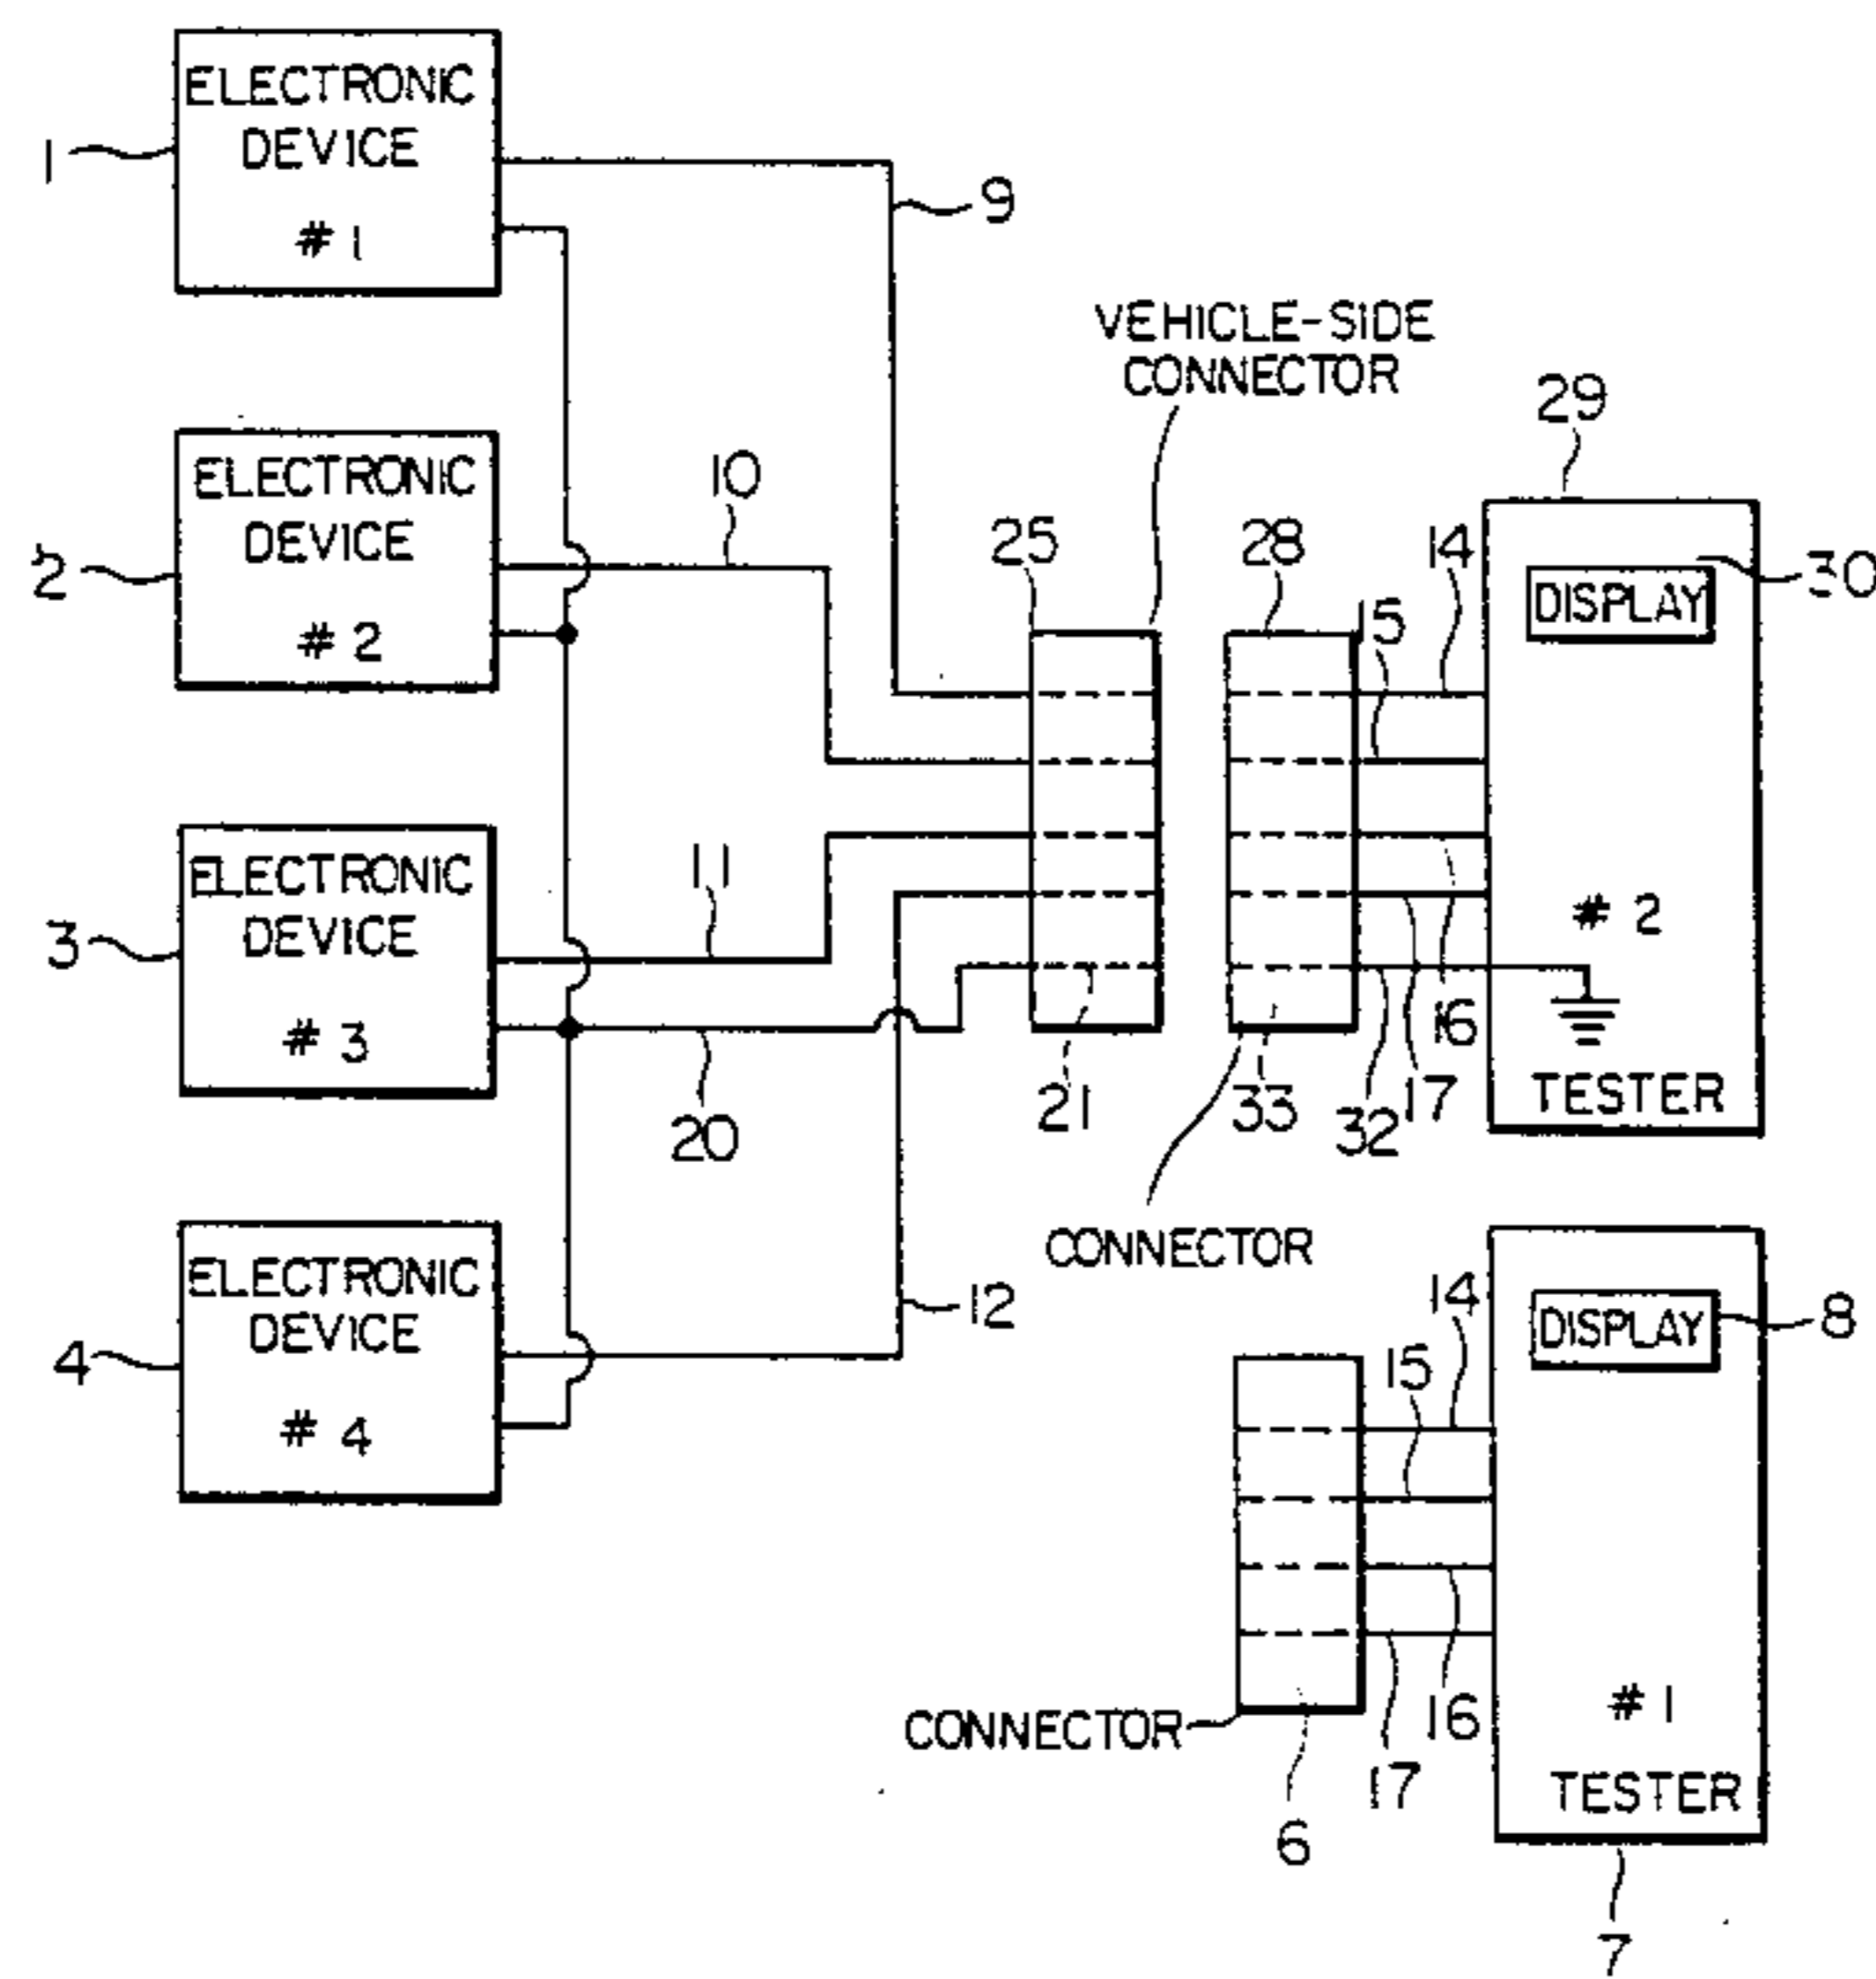 ELECTRONIC
DEVICE
# 1
1
9
VEHICLE-SIDE
CONNECTOR
29
ELECTRONIC
DEVICE
# 2
2
10
25
28
14
15
DISPLAY
30
ELECTRONIC
DEVICE
# 3
3
11
# 2
16
17
32
33
21
20
TESTER
CONNECTOR
ELECTRONIC
DEVICE
# 4
4
12
14
15
DISPLAY
8
# 1
16
17
CONNECTOR
6
TESTER
7